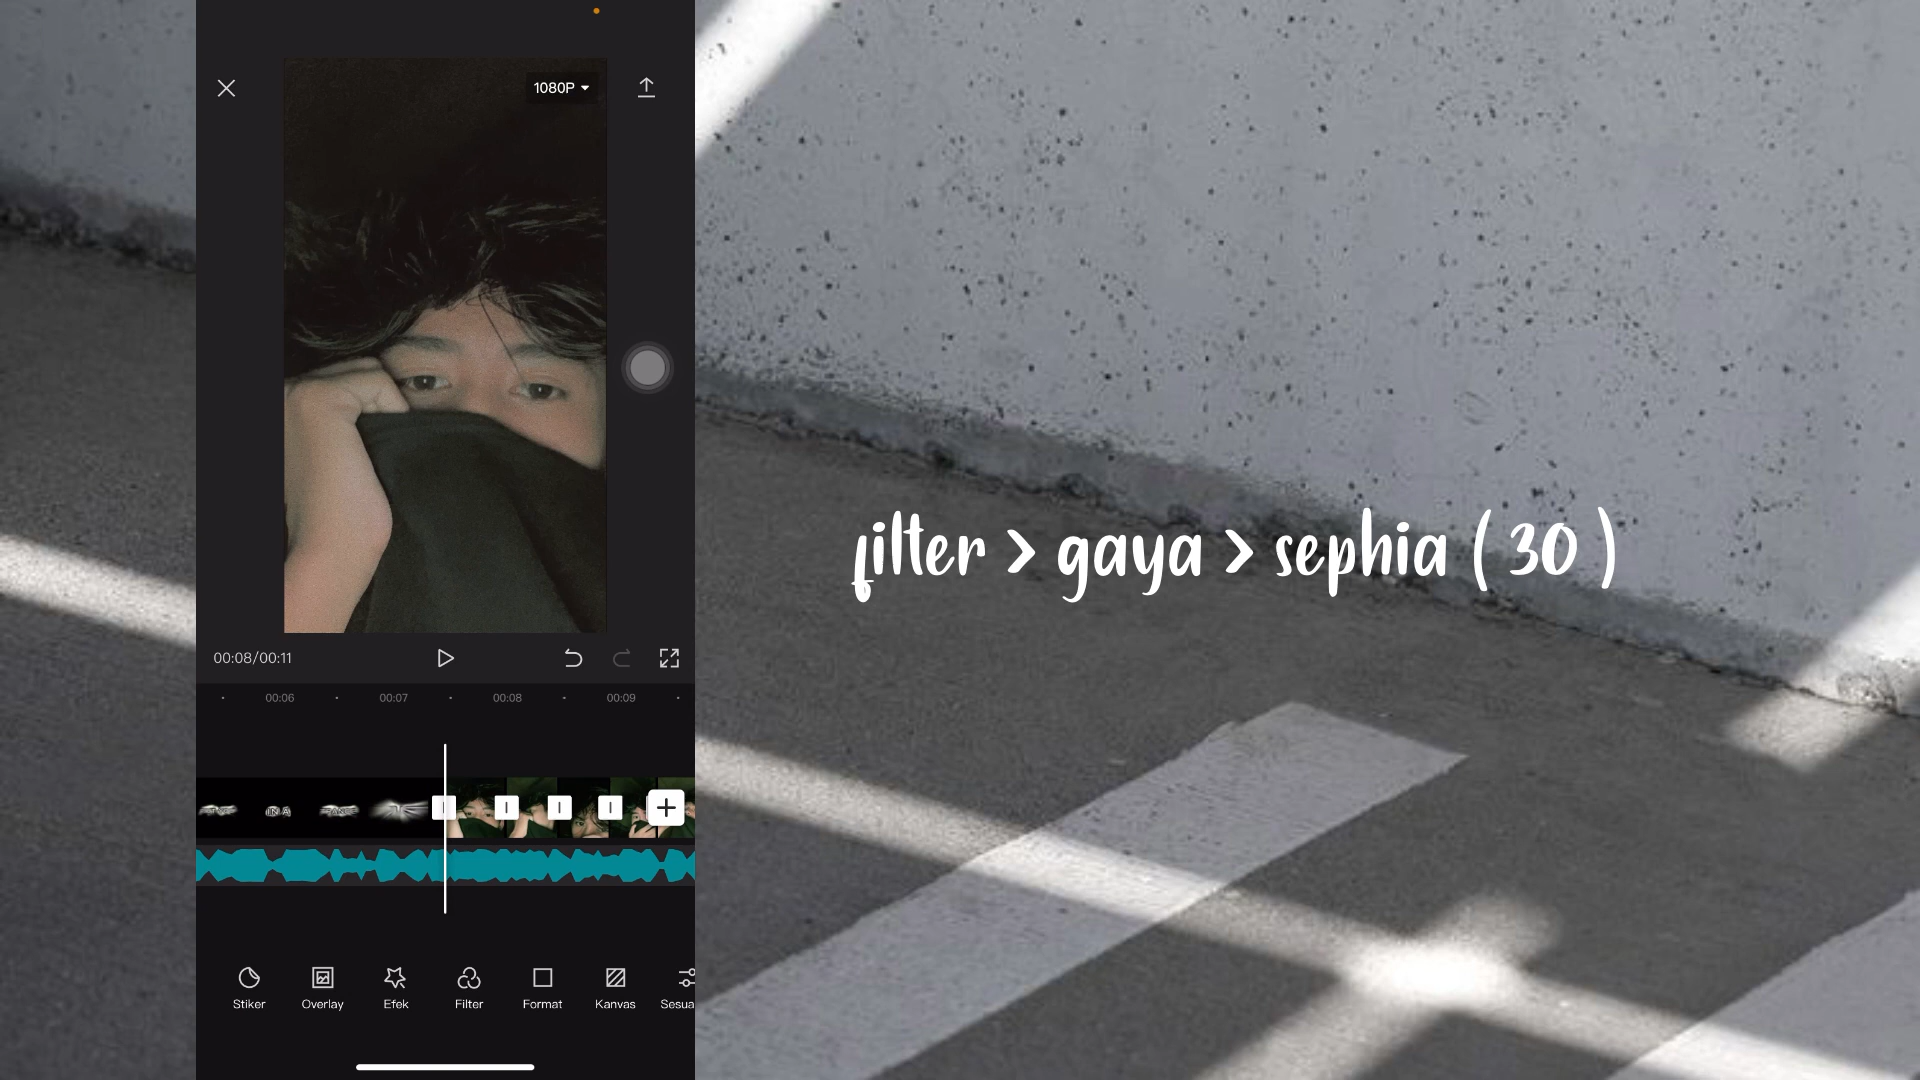 1080P
filter > gaya > sephia ( 30 )
00:08/00:11
00:06
00:07
00:08
00:09
Stiker
Overlay
Efek
Filter
Format
Kanvas